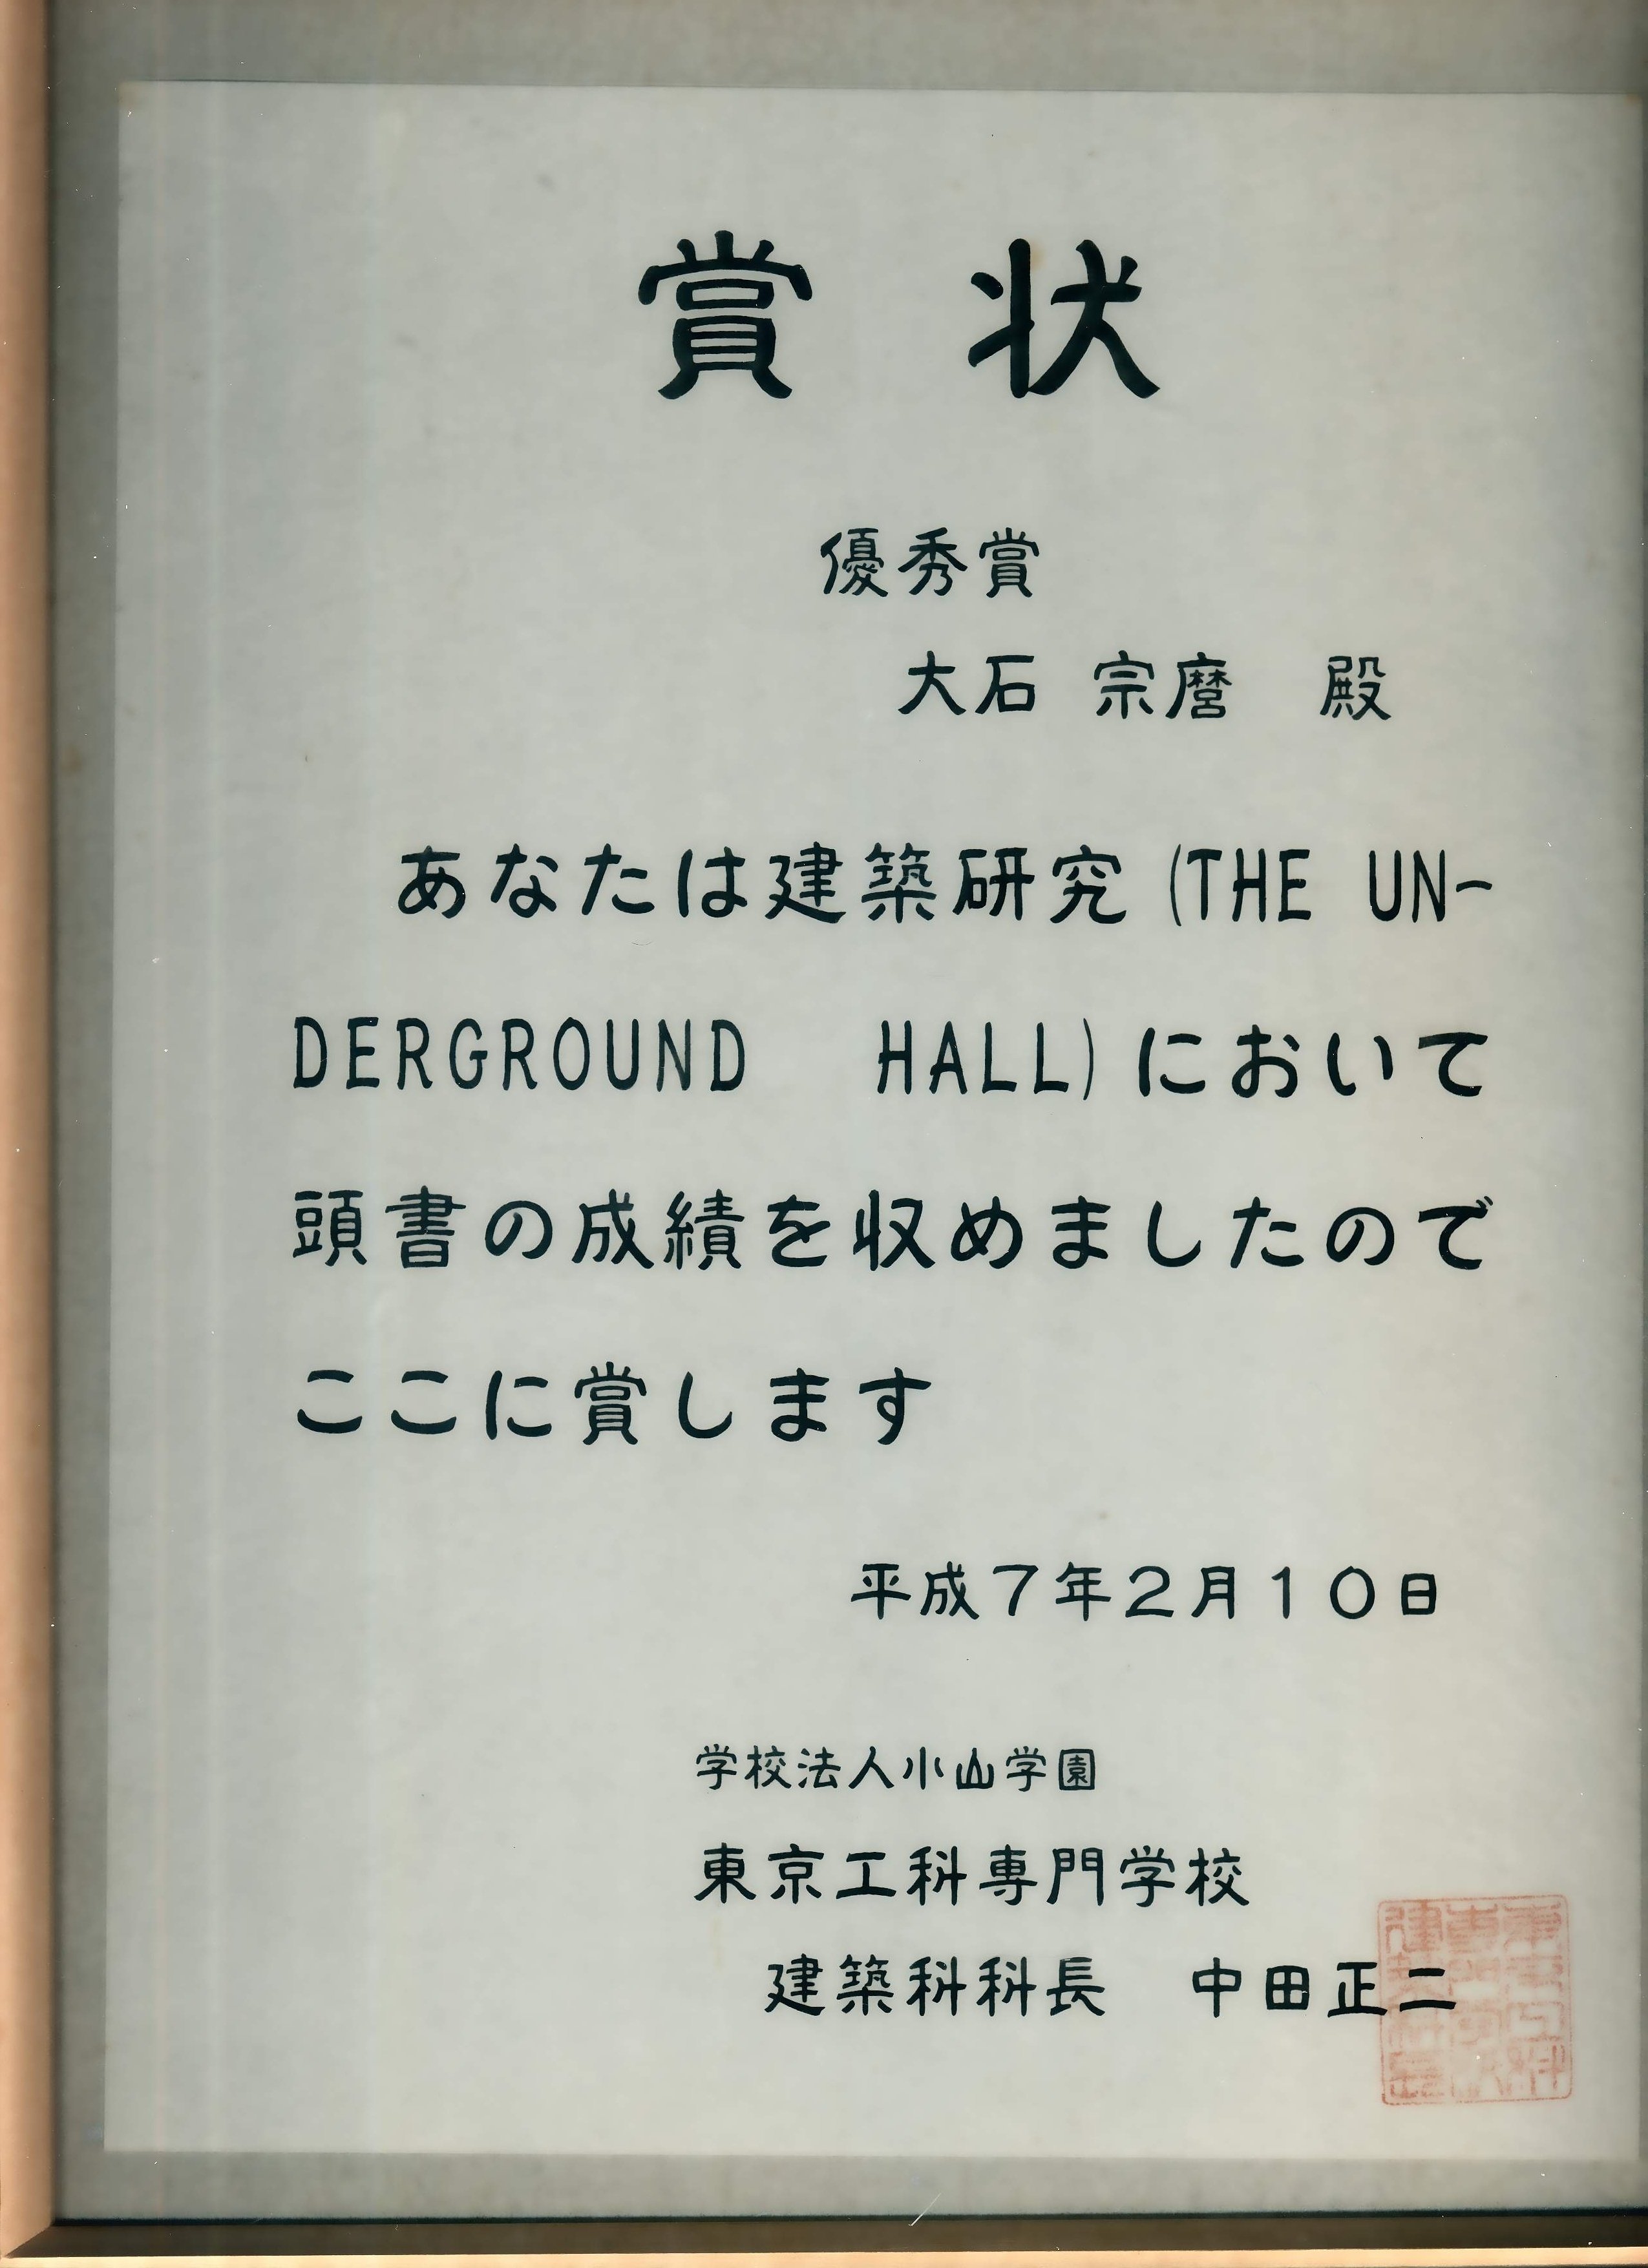 賞 状
優秀賞
大石 宗麿 殿
あなたは建築研究(THE UN-
DERGROUND HALL)において
頭書の成績を収めましたので
ここに賞します
平成7年2月10日
学校法人小山学園
東京工科専門学校
建築科科長 中田正二